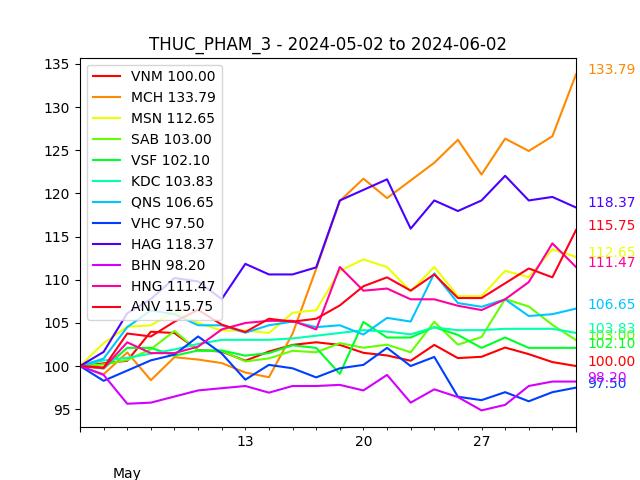 THUC_PHAM_3 - 2024-05-02 to 2024-06-02
135
130
125
120
115
110
105
100
95
VNM 100.00
MCH 133.79
MSN 112.65
SAB 103.00
VSF 102.10
KDC 103.83
QNS 106.65
VHC 97.50
HAG 118.37
BHN 98.20
HNG 111.47
ANV 115.75
133.79
118.37
115.75
112.65
111.47
106.65
103.83
103.00
102.10
100.00
98.20
97.50
13
20
27
May